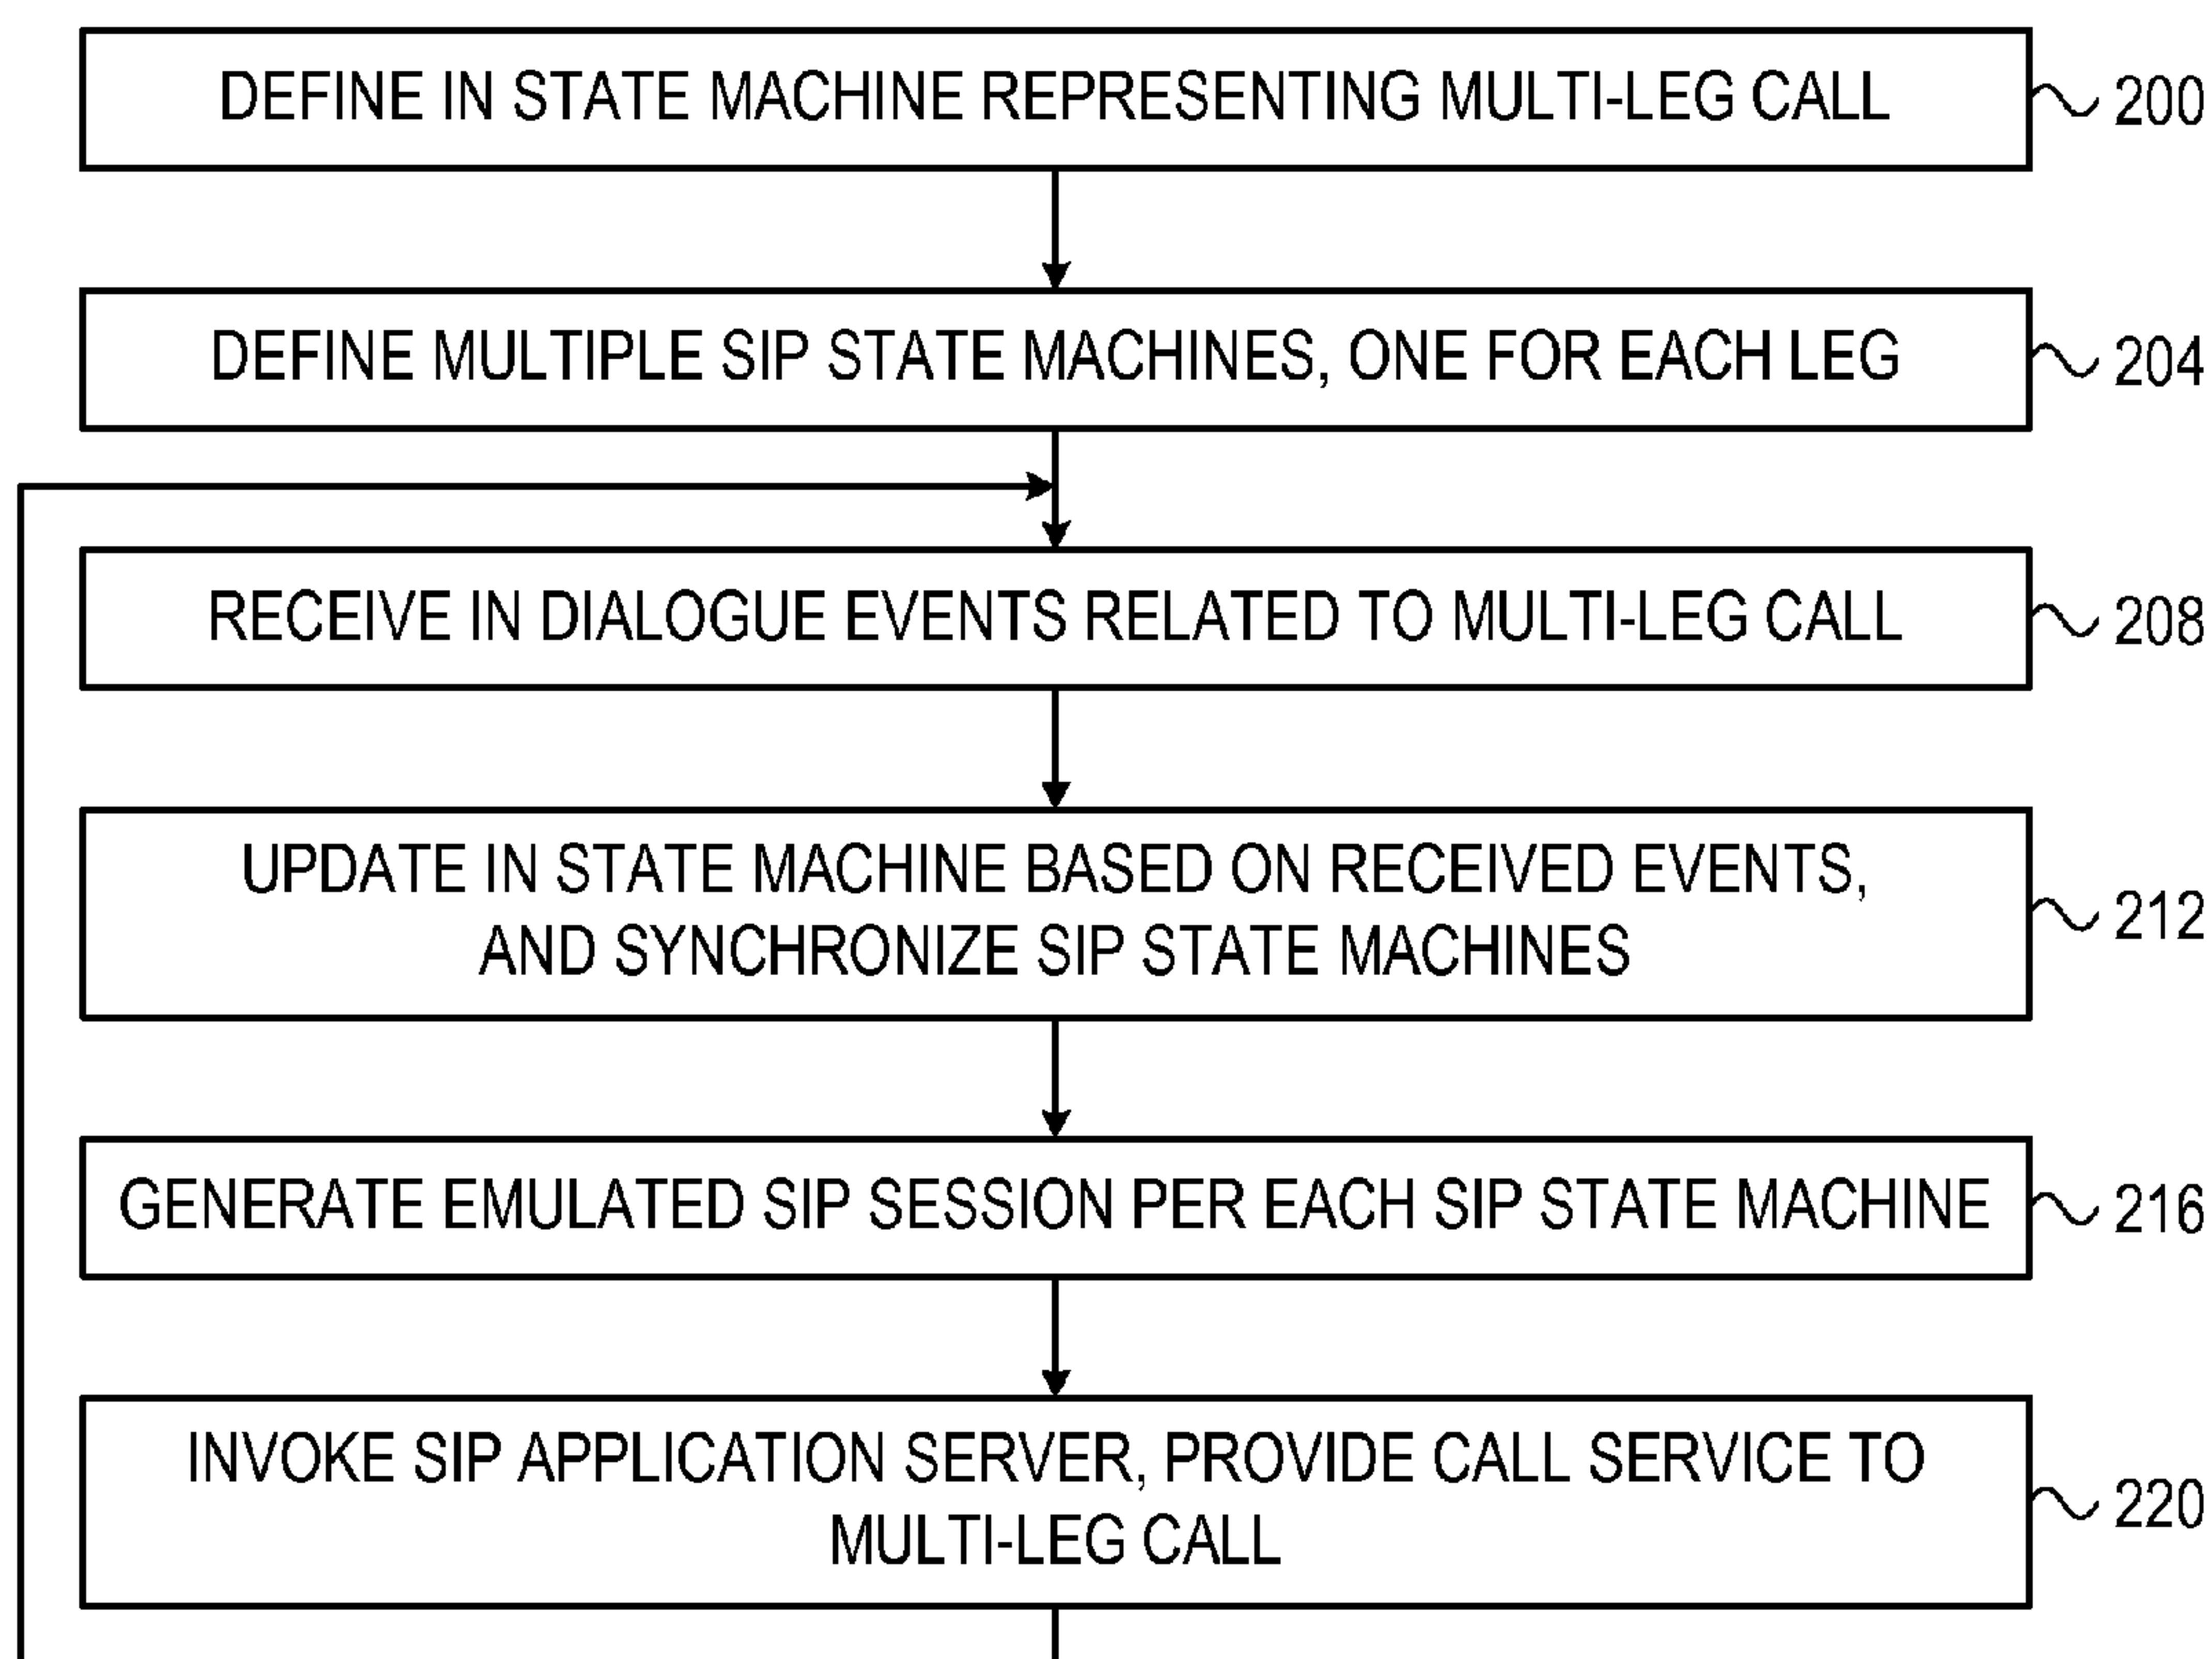 DEFINE IN STATE MACHINE REPRESENTING MULTI-LEG CALL
200
DEFINE MULTIPLE SIP STATE MACHINES, ONE FOR EACH LEG
204
RECEIVE IN DIALOGUE EVENTS RELATED TO MULTI-LEG CALL
208
UPDATE IN STATE MACHINE BASED ON RECEIVED EVENTS,
AND SYNCHRONIZE SIP STATE MACHINES
212
GENERATE EMULATED SIP SESSION PER EACH SIP STATE MACHINE
216
INVOKE SIP APPLICATION SERVER, PROVIDE CALL SERVICE TO
MULTI-LEG CALL
220